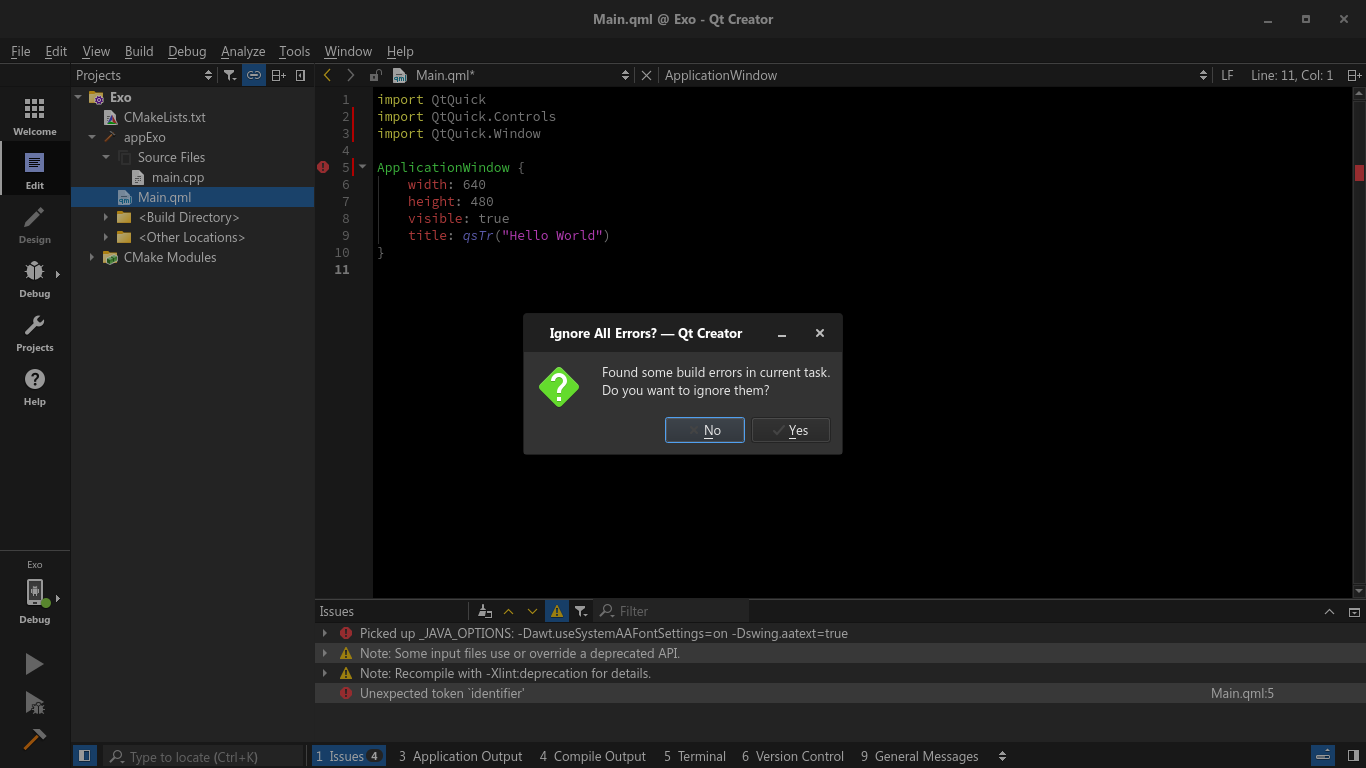 Main.qml @ Exo - Qt Creator
File Edit View Build Debug Analyze Tools Window Help
Projects
Main.qml*
ApplicationWindow
LF
Line: 11, Col: 1
Welcome
Edit
Design
Debug
Projects
Help
Exo
Debug
Exo
CMakeLists.txt
appExo
Source Files
main.cpp
Main.qml
<Build Directory>
<Other Locations>
CMake Modules
1 import QtQuick
2 import QtQuick.Controls
3 import QtQuick.Window
4
5 ApplicationWindow {
6 width: 640
7 height: 480
8 visible: true
9 title: qsTr("Hello World")
10 }
11
Ignore All Errors? — Qt Creator
Found some build errors in current task.
Do you want to ignore them?
No
Yes
Issues
Filter
Picked up _JAVA_OPTIONS: -Dawt.useSystemAAFontSettings=on -Dswing.aatext=true
Note: Some input files use or override a deprecated API.
Note: Recompile with -Xlint:deprecation for details.
Unexpected token `identifier' Main.qml:5
Type to locate (Ctrl+K)
1 Issues 4
3 Application Output
4 Compile Output
5 Terminal
6 Version Control
9 General Messages